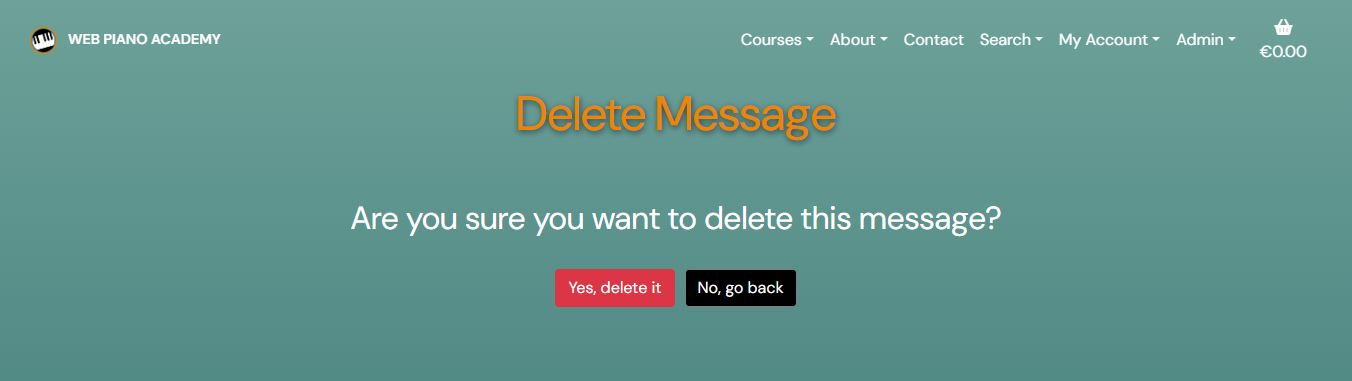 WEB PIANO ACADEMY
Courses
About
Contact
Search
My Account
Admin
€0.00
Delete Message
Are you sure you want to delete this message?
Yes, delete it
No, go back